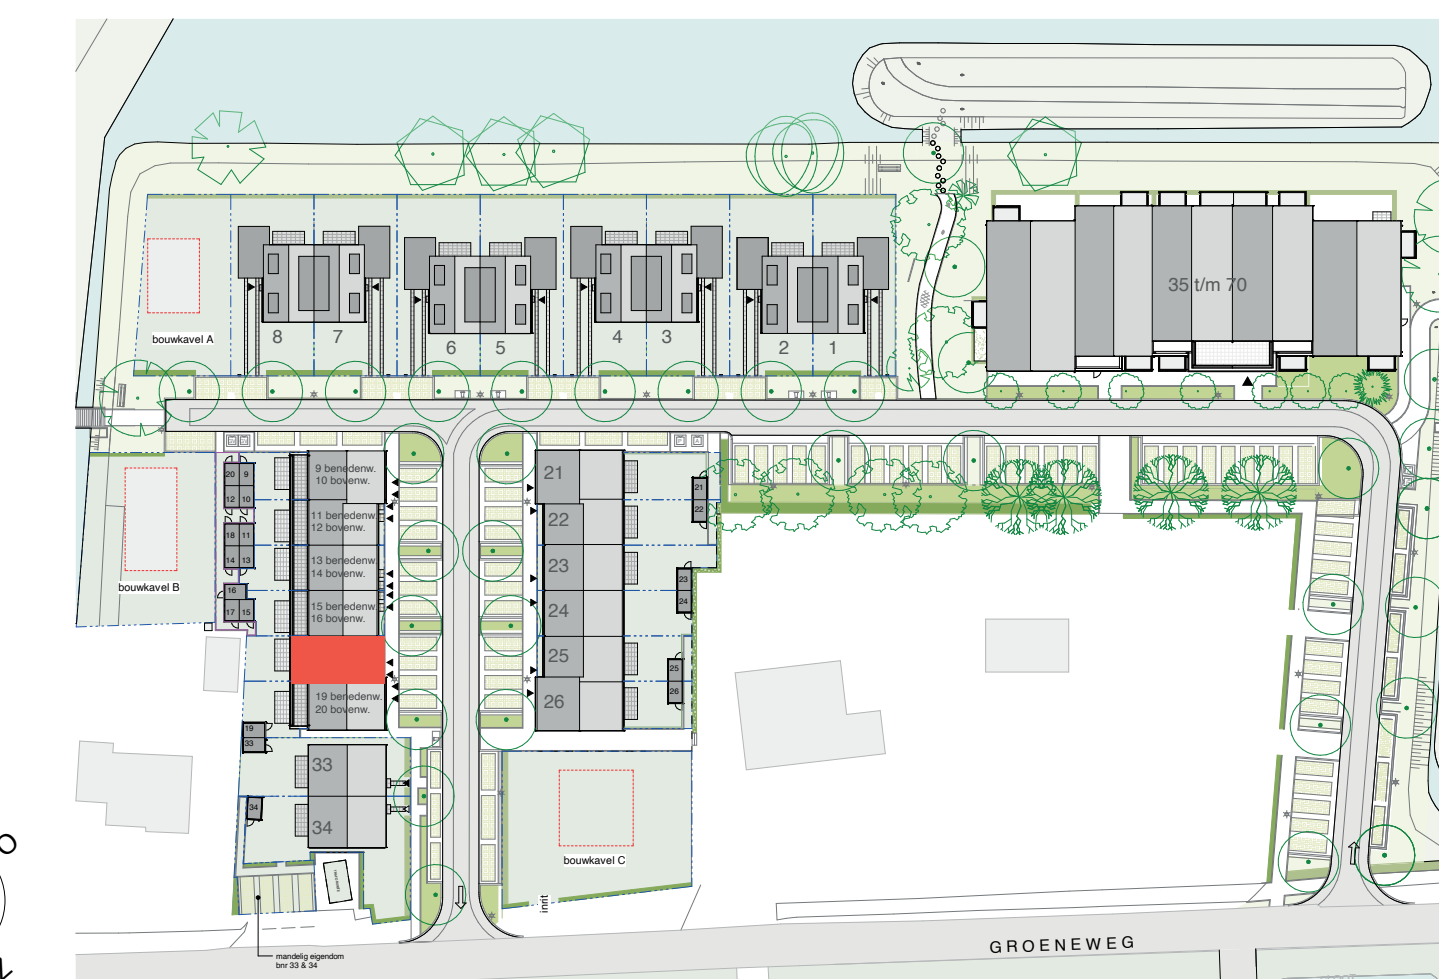 35 t/m 70
bouwkavel A
8
7
6
5
4
3
2
1
9 benedenw.
10 bovenw.
11 benedenw.
12 bovenw.
13 benedenw.
14 bovenw.
15 benedenw.
16 bovenw.
19 benedenw.
20 bovenw.
20 9
12 10
18 11
14 13
16
17 15
bouwkavel B
21
22
23
24
25
26
21
22
23
24
25
26
19
33
34
33
34
bouwkavel C
inrit
mandelig eigendom
bnr 33 & 34
GROENEWEG